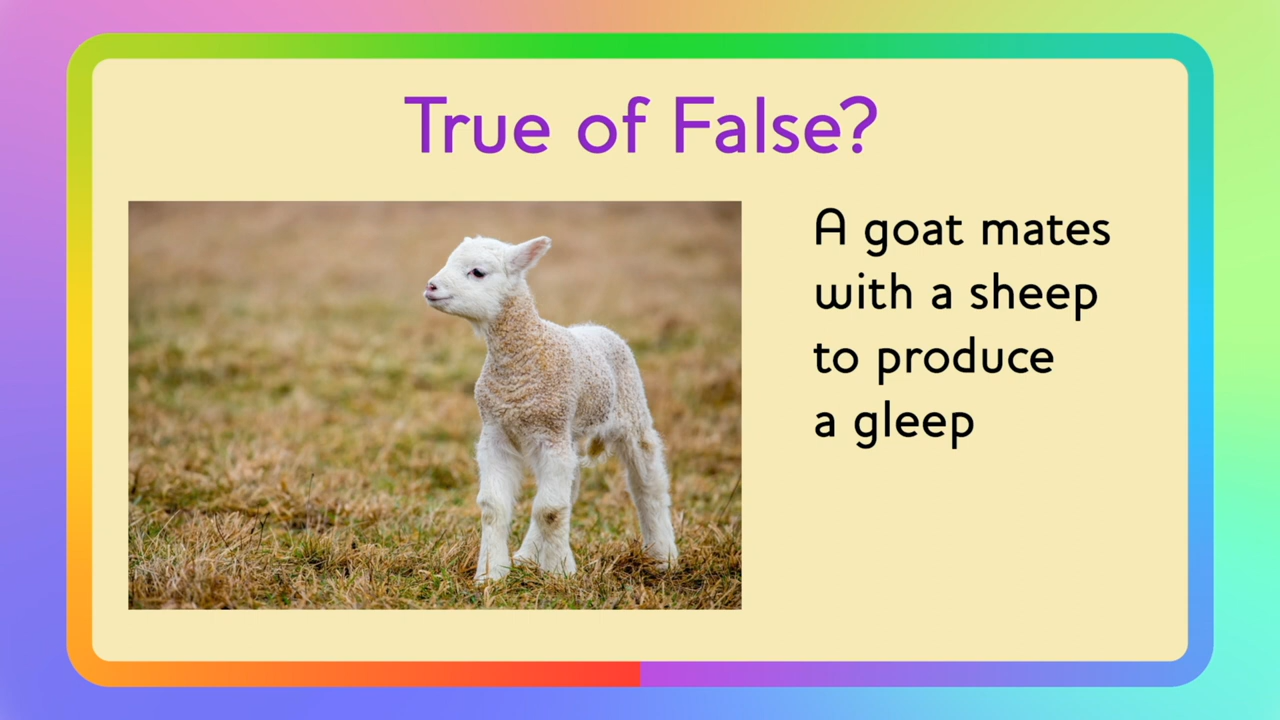 True of False?
A goat mates
with a sheep
to produce
a gleep